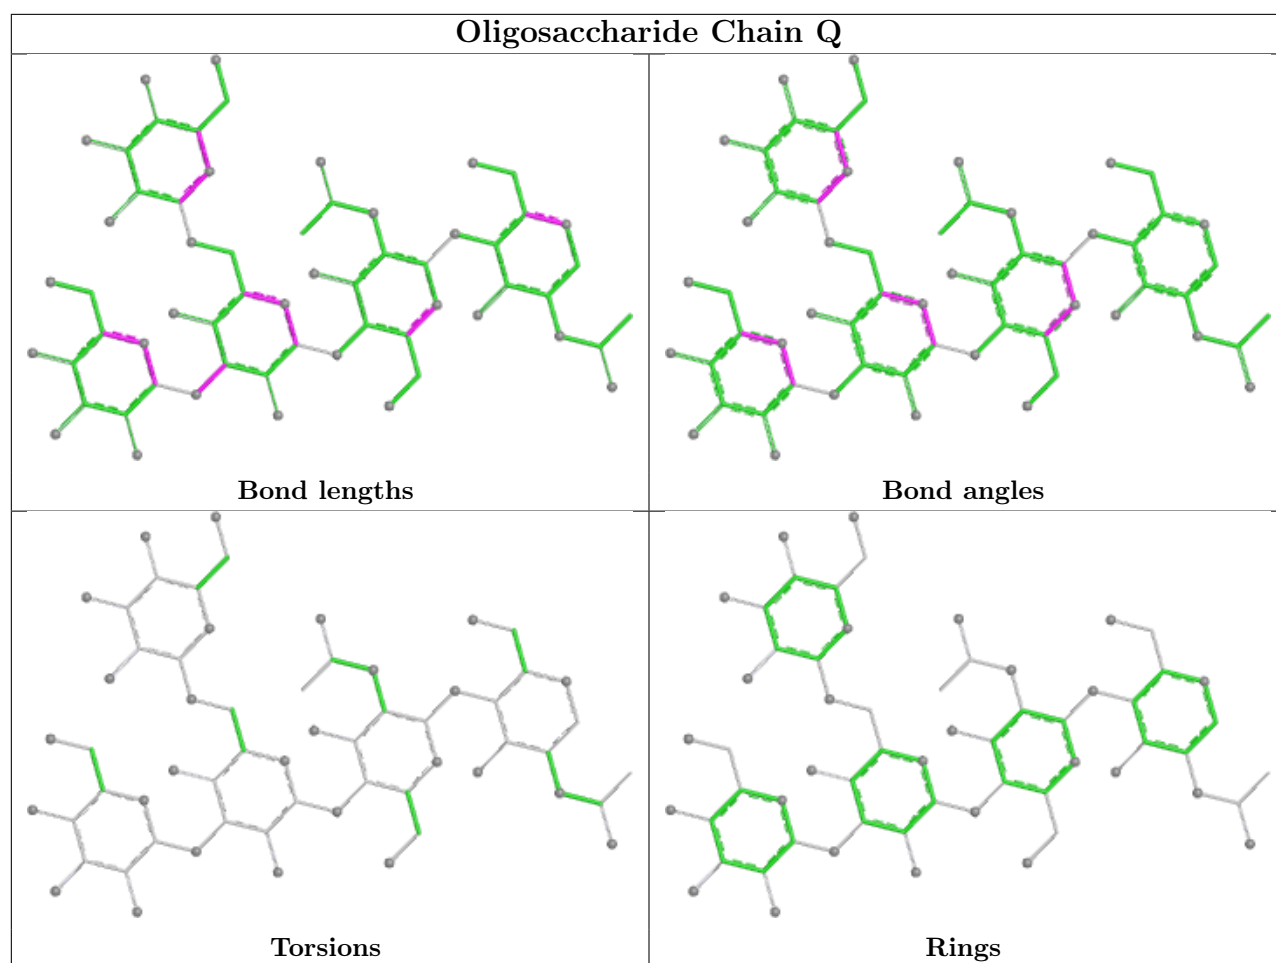 Oligosaccharide Chain Q
Bond lengths
Bond angles
Torsions
Rings